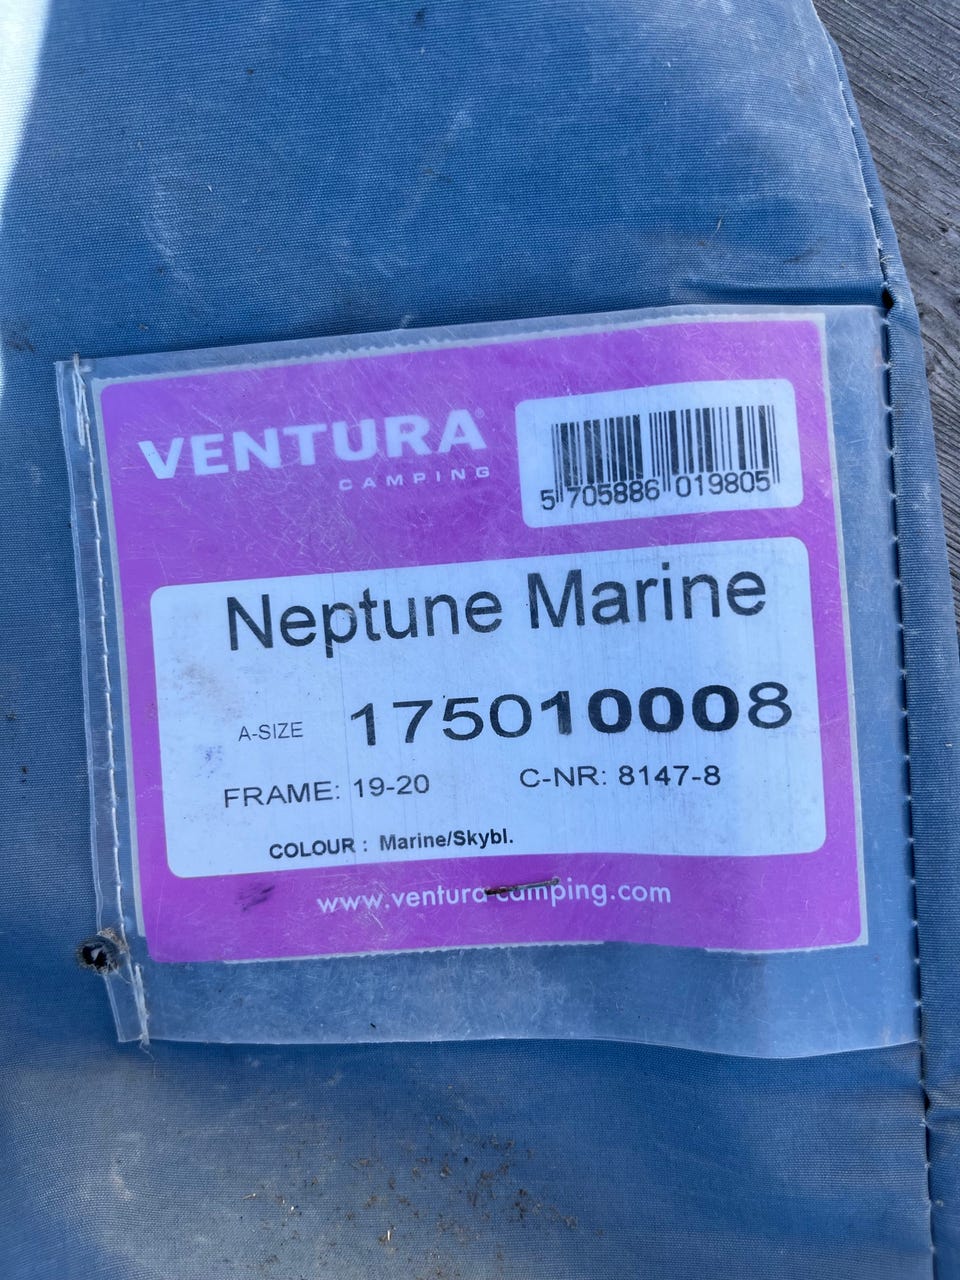 VENTURA®
CAMPING
5 705886 019805
Neptune Marine
A-SIZE 175010008
FRAME: 19-20 C-NR: 8147-8
COLOUR : Marine/Skybl.
www.ventura-camping.com